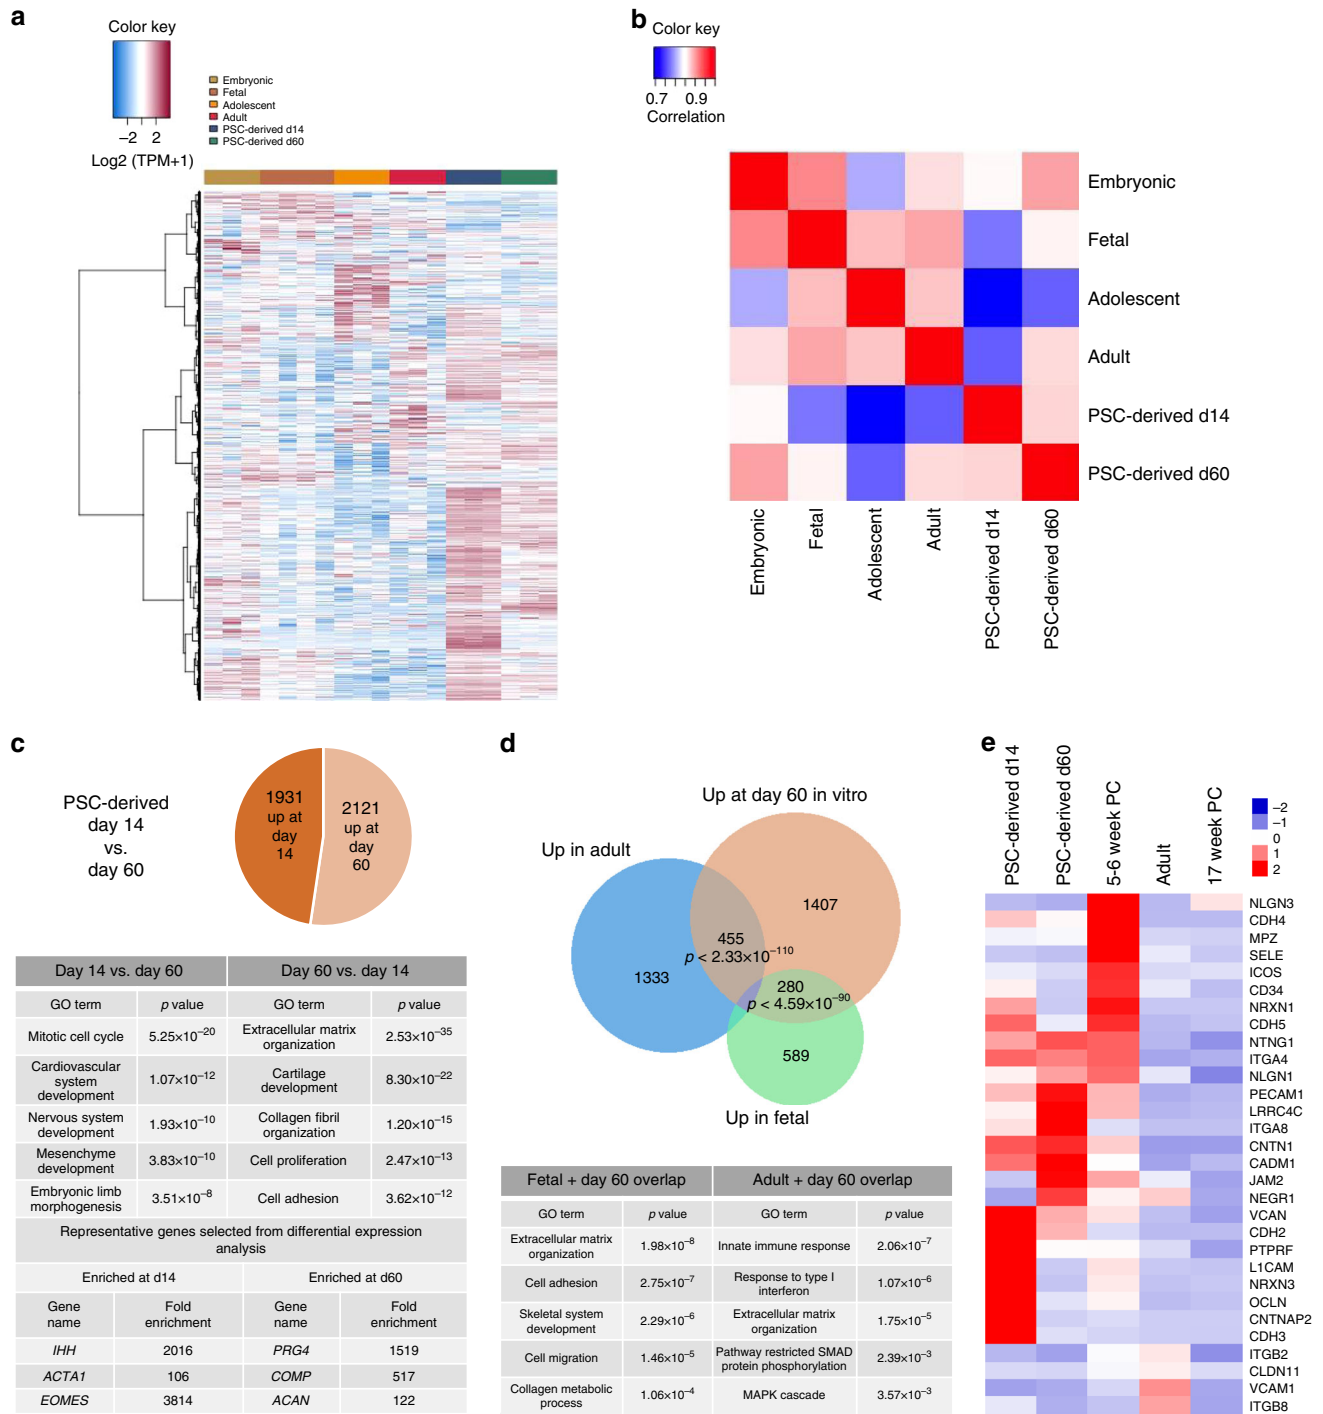 a
Color key
−2 2
Log2 (TPM+1)
Embryonic
Fetal
Adolescent
Adult
PSC-derived d14
PSC-derived d60
b
Color key
0.7 0.9
Correlation
Embryonic
Fetal
Adolescent
Adult
PSC-derived d14
PSC-derived d60
Embryonic
Fetal
Adolescent
Adult
PSC-derived d14
PSC-derived d60
c
PSC-derived
day 14
vs.
day 60
1931
up at
day
14
2121
up at
day
60
Day 14 vs. day 60 Day 60 vs. day 14
GO term p value GO term p value
Mitotic cell cycle 5.25×10−20 Extracellular matrix organization 2.53×10−35
Cardiovascular system development 1.07×10−12 Cartilage development 8.30×10−22
Nervous system development 1.93×10−10 Collagen fibril organization 1.20×10−15
Mesenchyme development 3.83×10−10 Cell proliferation 2.47×10−13
Embryonic limb morphogenesis 3.51×10−8 Cell adhesion 3.62×10−12
Representative genes selected from differential expression
analysis
Enriched at d14 Enriched at d60
Gene name Fold enrichment Gene name Fold enrichment
IHH 2016 PRG4 1519
ACTA1 106 COMP 517
EOMES 3814 ACAN 122
d
Up at day 60 in vitro
Up in adult
1407
455
p < 2.33×10−110
1333
280
p < 4.59×10−90
589
Up in fetal
Fetal + day 60 overlap Adult + day 60 overlap
GO term p value GO term p value
Extracellular matrix organization 1.98×10−8 Innate immune response 2.06×10−7
Cell adhesion 2.75×10−7 Response to type I interferon 1.07×10−6
Skeletal system development 2.29×10−6 Extracellular matrix organization 1.75×10−5
Cell migration 1.46×10−5 Pathway restricted SMAD protein phosphorylation 2.39×10−3
Collagen metabolic process 1.06×10−4 MAPK cascade 3.57×10−3
e
PSC-derived d14
PSC-derived d60
5-6 week PC
Adult
17 week PC
−2
−1
0
1
2
NLGN3
CDH4
MPZ
SELE
ICOS
CD34
NRXN1
CDH5
NTNG1
ITGA4
NLGN1
PECAM1
LRRC4C
ITGA8
CNTN1
CADM1
JAM2
NEGR1
VCAN
CDH2
PTPRF
L1CAM
NRXN3
OCLN
CNTNAP2
CDH3
ITGB2
CLDN11
VCAM1
ITGB8